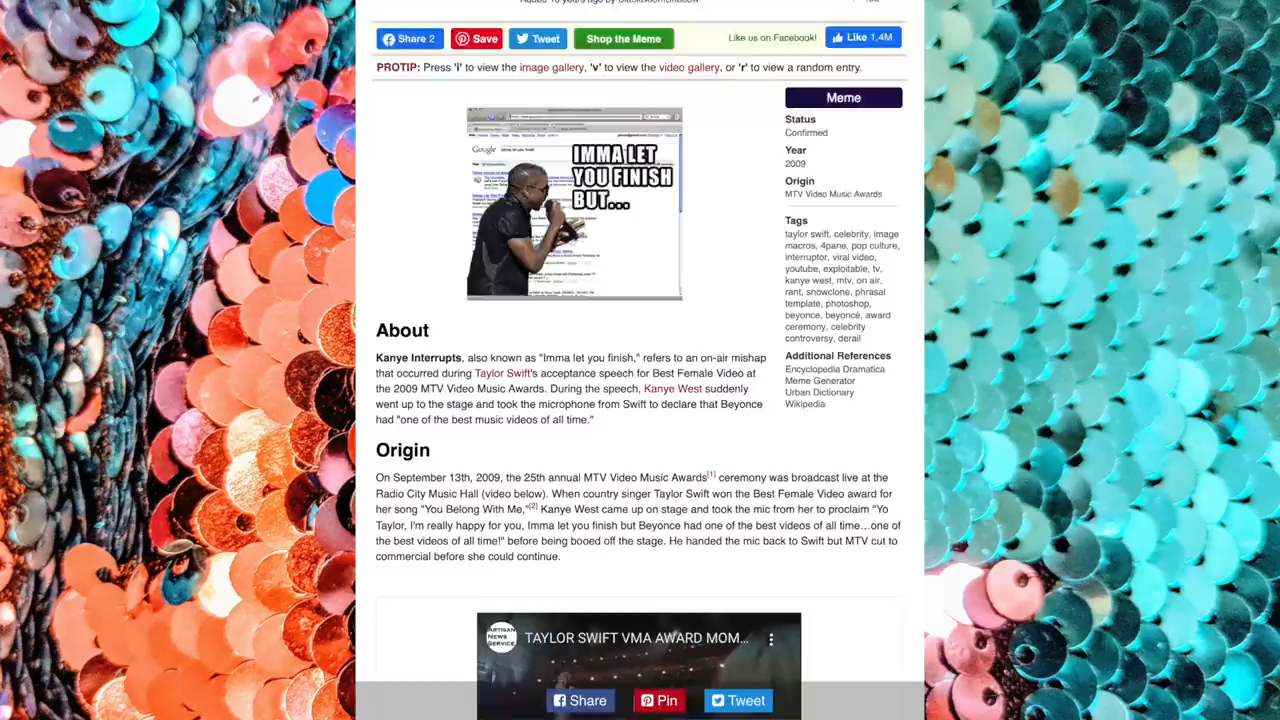 Share 2
Save
Tweet
Shop the Meme
Like us on Facebook!
Like 1.4M
PROTIP: Press 'i' to view the image gallery, 'v' to view the video gallery, or 'r' to view a random entry.
Google
IMMA LET
YOU FINISH
BUT...
About
Kanye Interrupts, also known as "Imma let you finish," refers to an on-air mishap
that occurred during Taylor Swift's acceptance speech for Best Female Video at
the 2009 MTV Video Music Awards. During the speech, Kanye West suddenly
went up to the stage and took the microphone from Swift to declare that Beyonce
had "one of the best music videos of all time."
Origin
On September 13th, 2009, the 25th annual MTV Video Music Awards[1] ceremony was broadcast live at the
Radio City Music Hall (video below). When country singer Taylor Swift won the Best Female Video award for
her song "You Belong With Me,"[2] Kanye West came up on stage and took the mic from her to proclaim "Yo
Taylor, I'm really happy for you, Imma let you finish but Beyonce had one of the best videos of all time…one of
the best videos of all time!" before being booed off the stage. He handed the mic back to Swift but MTV cut to
commercial before she could continue.
Meme
Status
Confirmed
Year
2009
Origin
MTV Video Music Awards
Tags
taylor swift, celebrity, image
macros, 4pane, pop culture,
interruptor, viral video,
youtube, exploitable, tv,
kanye west, mtv, on air,
rant, snowclone, phrasal
template, photoshop,
beyonce, beyoncé, award
ceremony, celebrity
controversy, derail
Additional References
Encyclopedia Dramatica
Meme Generator
Urban Dictionary
Wikipedia
ARTISAN
NEWS
SERVICE
TAYLOR SWIFT VMA AWARD MOM...
Share
Pin
Tweet